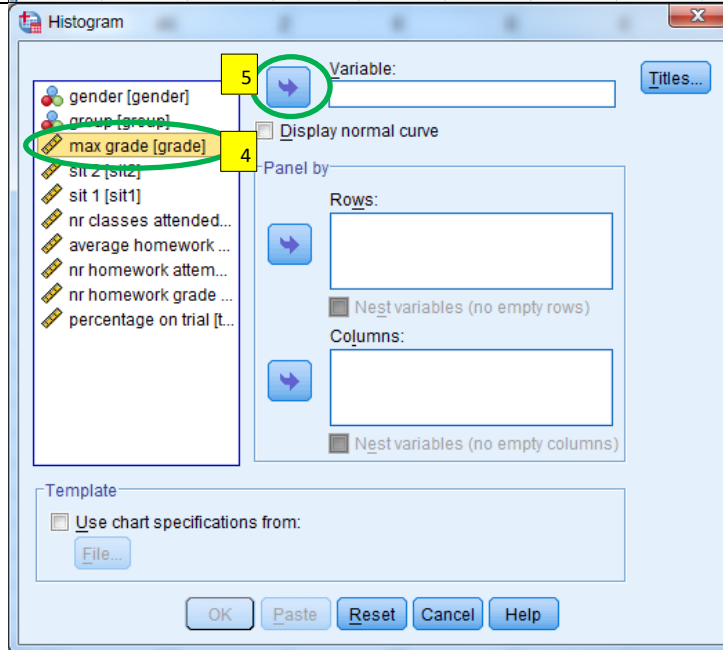 Histogram
x
gender [gender]
group [group]
max grade [grade]
sit 2 [sit2]
sit 1 [sit1]
nr classes attended...
average homework ...
nr homework attem...
nr homework grade ...
percentage on trial [t...
5
4
Variable:
Titles...
Display normal curve
Panel by
Rows:
Nest variables (no empty rows)
Columns:
Nest variables (no empty columns)
Template
Use chart specifications from:
File...
OK Paste Reset Cancel Help